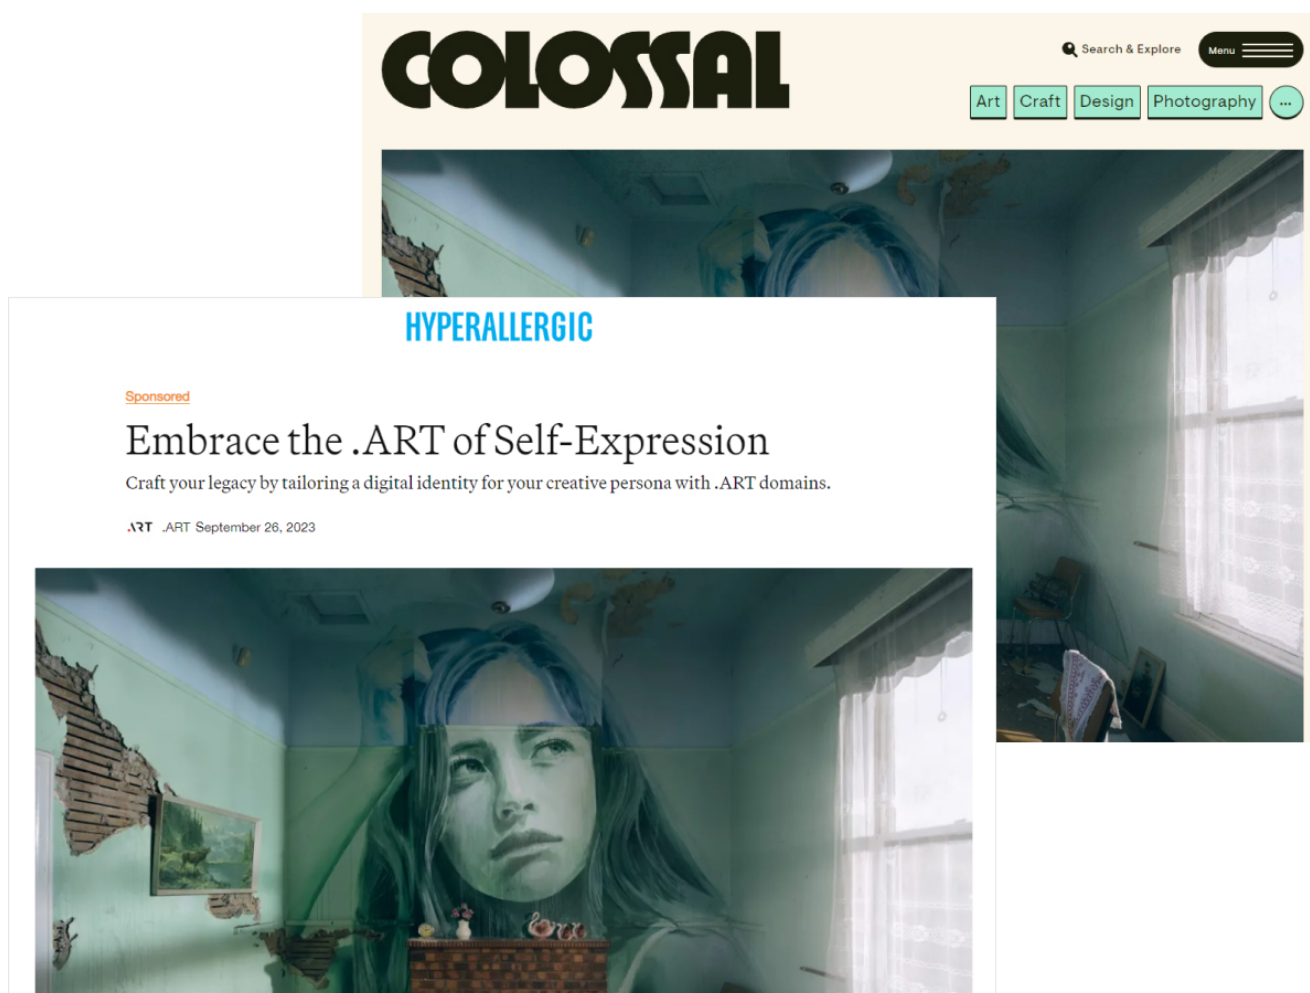 COLOSSAL
Search & Explore
Menu
Art
Craft
Design
Photography
...
HYPERALLERGIC
Sponsored
Embrace the .ART of Self-Expression
Craft your legacy by tailoring a digital identity for your creative persona with .ART domains.
.ART .ART September 26, 2023